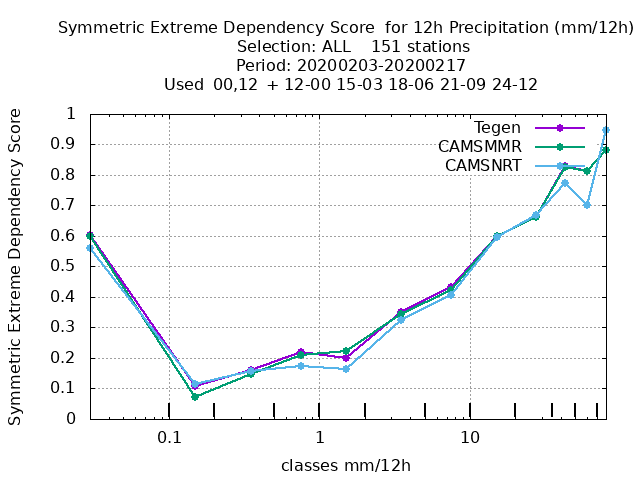 Symmetric Extreme Dependency Score  for 12h Precipitation (mm/12h)
Selection: ALL    151 stations
Period: 20200203-20200217
Used  00,12  + 12-00 15-03 18-06 21-09 24-12
Symmetric Extreme Dependency Score
1
0.9
0.8
0.7
0.6
0.5
0.4
0.3
0.2
0.1
0
Tegen
CAMSMMR
CAMSNRT
0.1 1 10
classes mm/12h